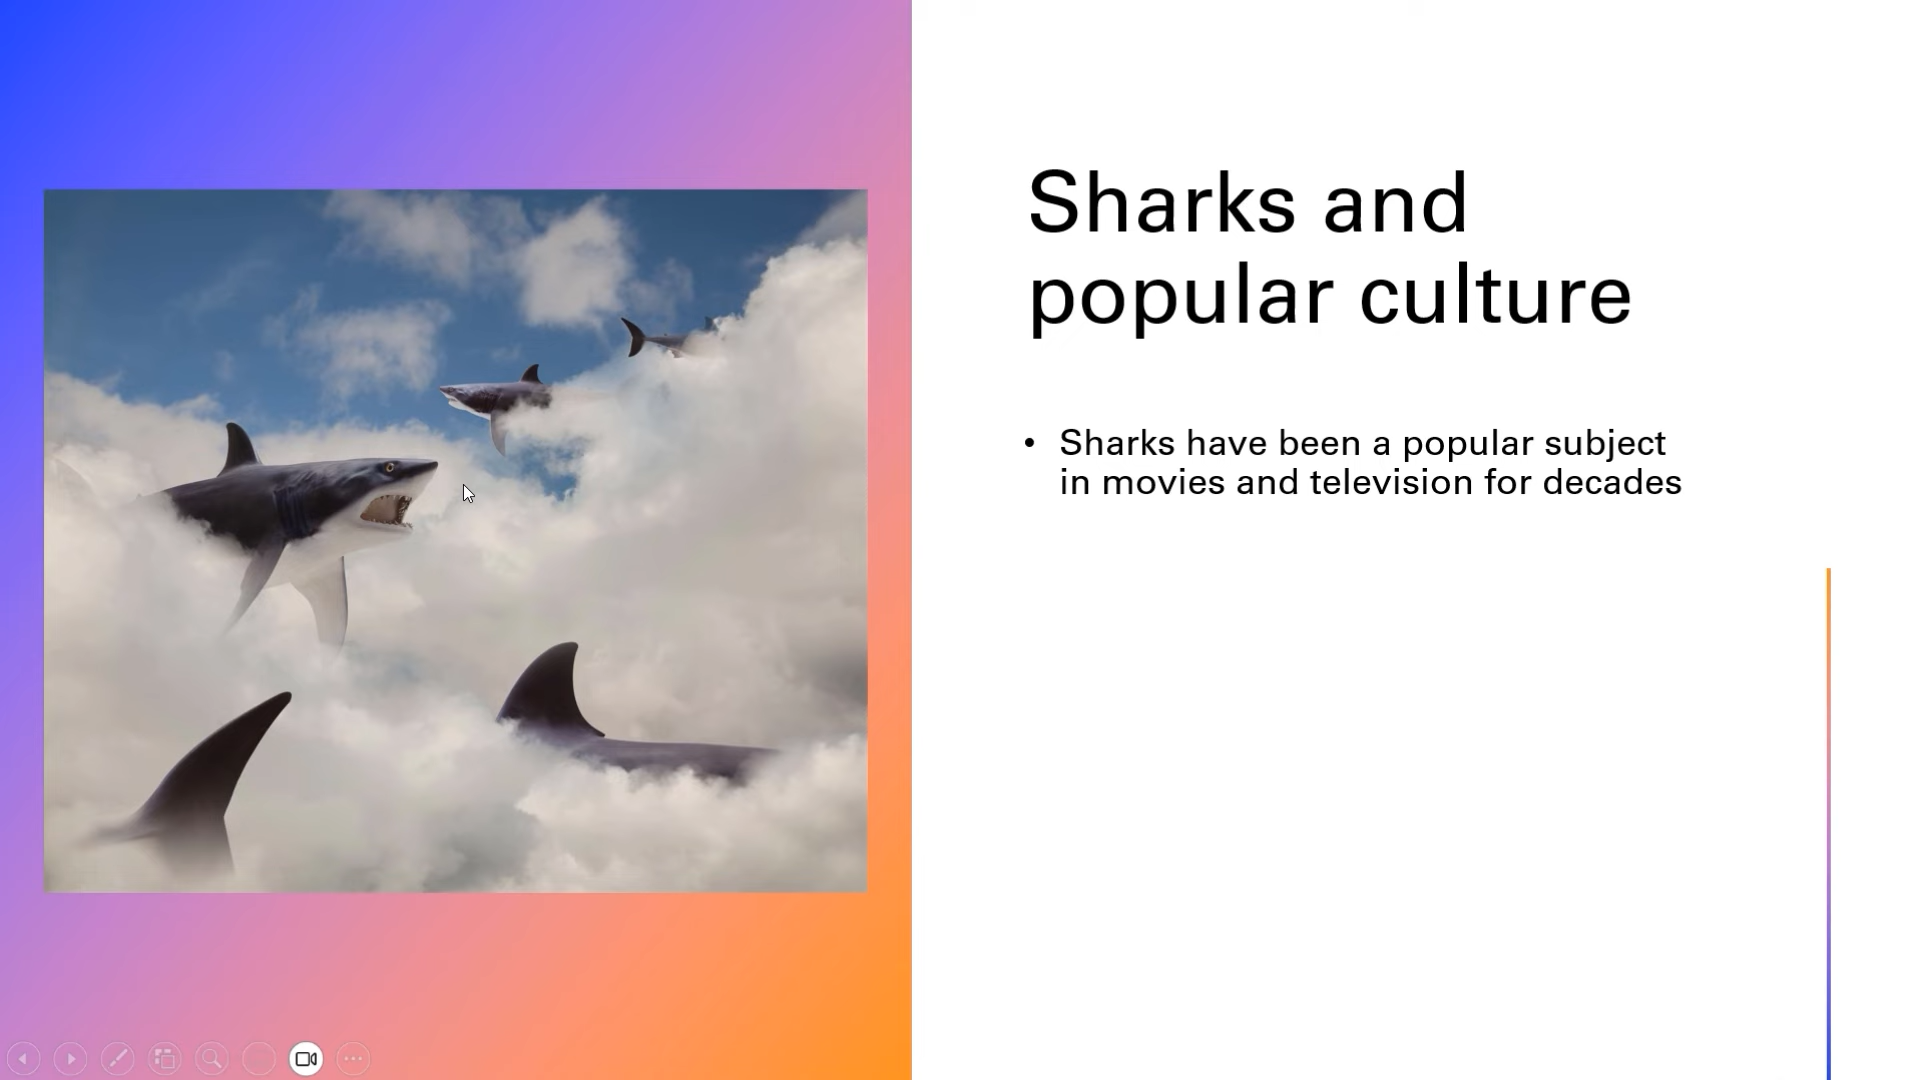 Sharks and
popular culture
• Sharks have been a popular subject
in movies and television for decades